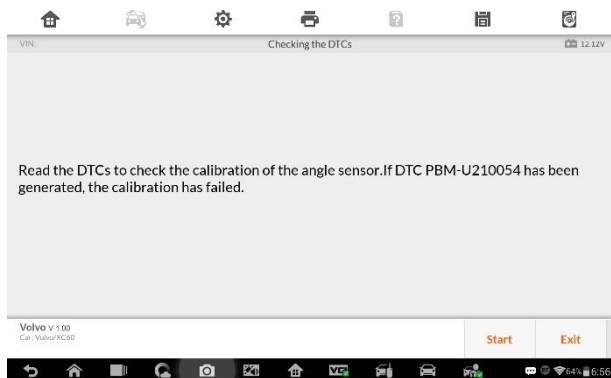 VIN:
Checking the DTCs
12.12V
Read the DTCs to check the calibration of the angle sensor.If DTC PBM-U210054 has been
generated, the calibration has failed.
Volvo V 1.00
Car: Volvo/XC60
Start
Exit
64%
6:56